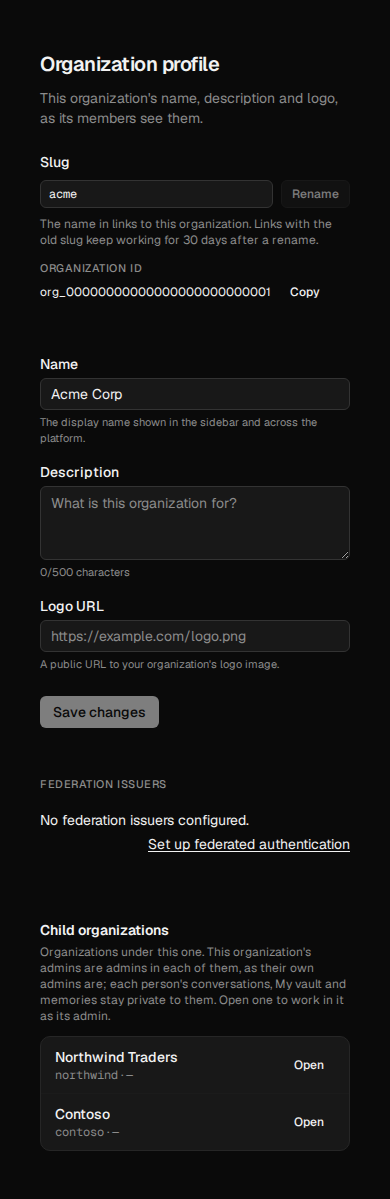 Organization profile
This organization's name, description and logo,
as its members see them.
Slug
acme
Rename
The name in links to this organization. Links with the
old slug keep working for 30 days after a rename.
ORGANIZATION ID
org_00000000000000000000000001
Copy
Name
Acme Corp
The display name shown in the sidebar and across the
platform.
Description
What is this organization for?
0/500 characters
Logo URL
https://example.com/logo.png
A public URL to your organization's logo image.
Save changes
FEDERATION ISSUERS
No federation issuers configured.
Set up federated authentication
Child organizations
Organizations under this one. This organization's
admins are admins in each of them, as their own
admins are; each person's conversations, My vault and
memories stay private to them. Open one to work in it
as its admin.
Northwind Traders
northwind · —
Open
Contoso
contoso · —
Open